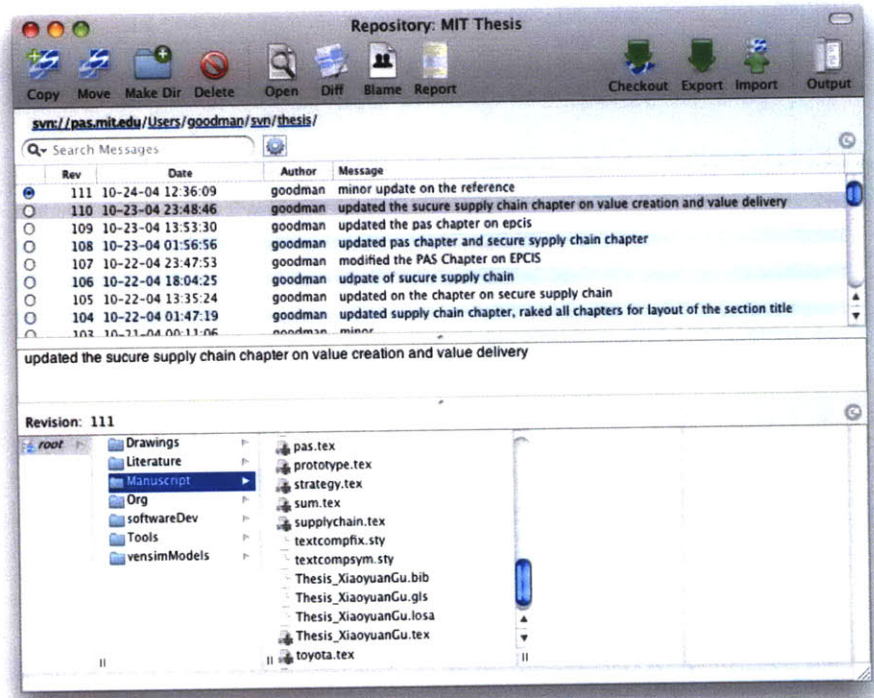 Repository: MIT Thesis
Copy Move Make Dir Delete Open Diff Blame Report Checkout Export Import Output
svn://pas.mit.edu/Users/goodman/svn/thesis/
Search Messages
Rev Date Author Message
111 10-24-04 12:36:09 goodman minor update on the reference
110 10-23-04 23:48:46 goodman updated the sucure supply chain chapter on value creation and value delivery
109 10-23-04 13:53:30 goodman updated the pas chapter on epcis
108 10-23-04 01:56:56 goodman updated pas chapter and secure sypply chain chapter
107 10-22-04 23:47:53 goodman modified the PAS Chapter on EPCIS
106 10-22-04 18:04:25 goodman udpate of sucure supply chain
105 10-22-04 13:35:24 goodman updated on the chapter on secure supply chain
104 10-22-04 01:47:19 goodman updated supply chain chapter, raked all chapters for layout of the section title
103 10-21-04 00:11:06 goodman minor
updated the sucure supply chain chapter on value creation and value delivery
Revision: 111
root
Drawings
Literature
Manuscript
Org
softwareDev
Tools
vensimModels
pas.tex
prototype.tex
strategy.tex
sum.tex
supplychain.tex
textcompfix.sty
textcompsym.sty
Thesis_XiaoyuanGu.bib
Thesis_XiaoyuanGu.gls
Thesis_XiaoyuanGu.losa
Thesis_XiaoyuanGu.tex
toyota.tex